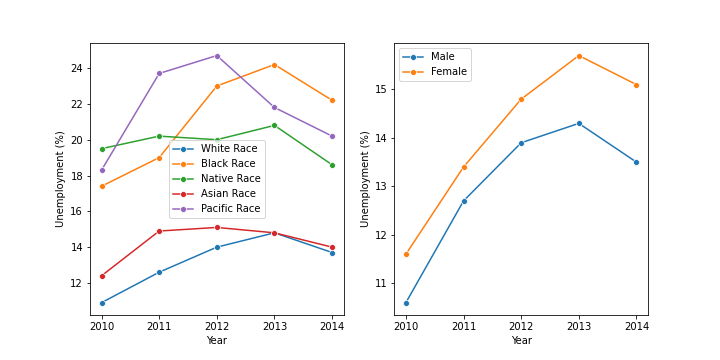 24
22
20
18
16
14
12
Unemployment (%)
White Race
Black Race
Native Race
Asian Race
Pacific Race
2010 2011 2012 2013 2014
Year
Male
Female
15
14
13
12
11
Unemployment (%)
2010 2011 2012 2013 2014
Year